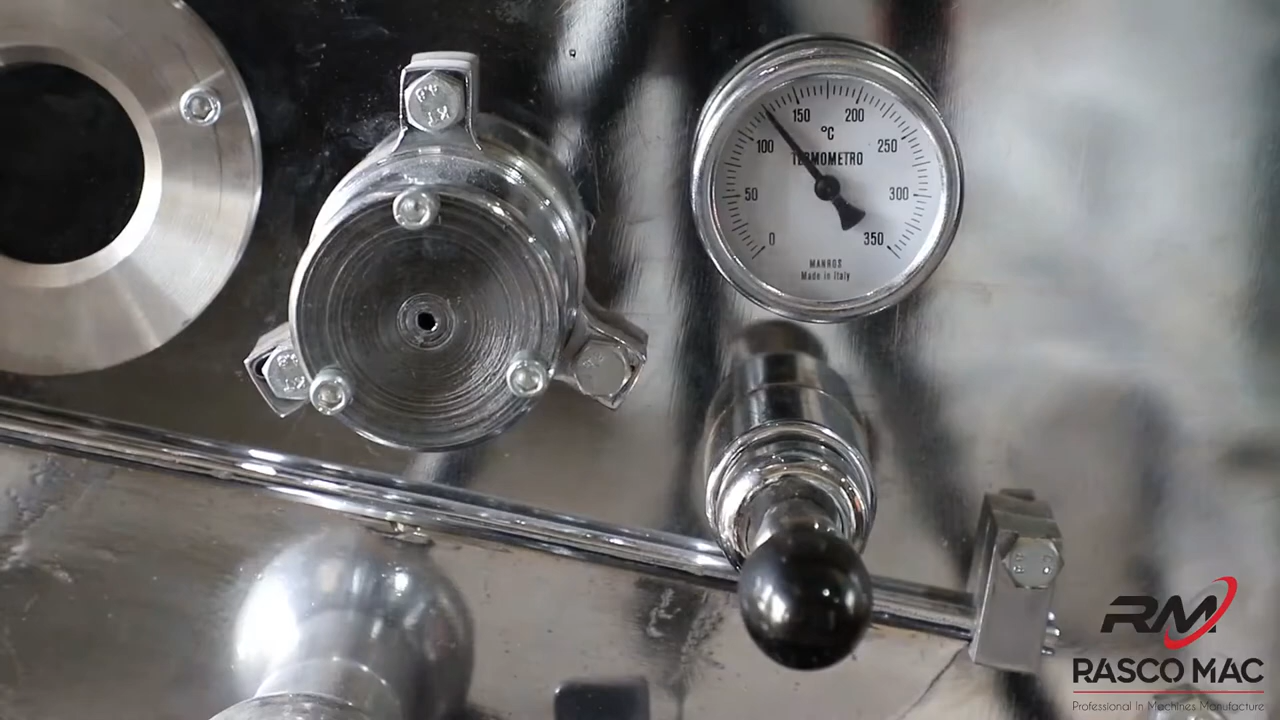 150 200
°C
100 250
TERMOMETRO
50 300
0 350
MANROS
Made in Italy
RM
RASCO MAC
Professional In Machines Manufacture